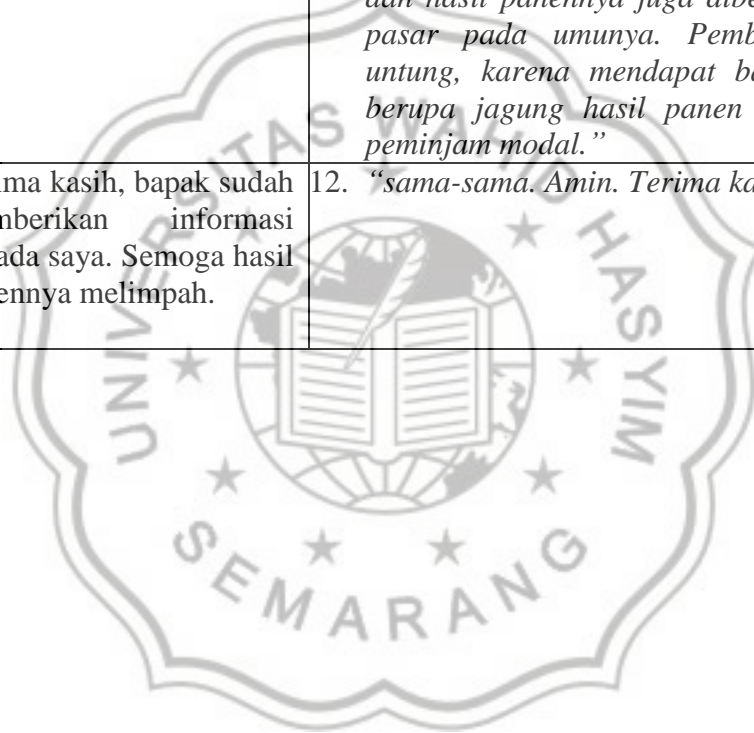 dan hasil panennya juga dibe
pasar pada umunya. Pemb
untung, karena mendapat be
berupa jagung hasil panen
peminjam modal.”
ima kasih, bapak sudah
mberikan informasi
ada saya. Semoga hasil
ennya melimpah.
12. “sama-sama. Amin. Terima ka
UNIVERSITAS WAHID HASYIM
SEMARANG